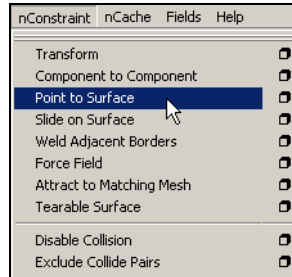 nConstraint nCache Fields Help
Transform
Component to Component
Point to Surface
Slide on Surface
Weld Adjacent Borders
Force Field
Attract to Matching Mesh
Tearable Surface
Disable Collision
Exclude Collide Pairs